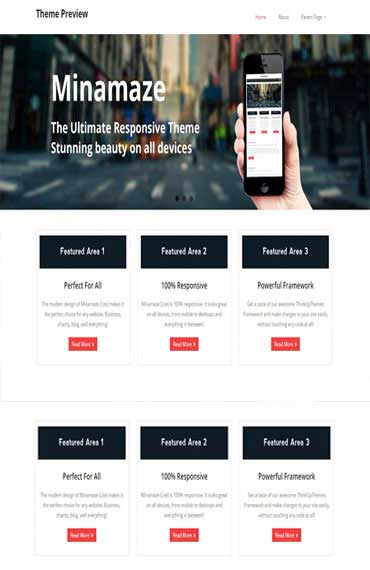 Theme Preview
Home About Parent Page
Minamaze
The Ultimate Responsive Theme
Stunning beauty on all devices
Featured Area 1 Featured Area 2 Featured Area 3
Perfect For All 100% Responsive Powerful Framework
The modern design of Minamaze (Lite) makes it Minamaze (Lite) is 100% responsive. It looks great Get a taste of our awesome ThinkUpThemes
the perfect choice for any website. Business, on all devices, from mobile to desktops and Framework and make changes to your site easily,
charity, blog, well everything! everything in between! without touching any code at all!
Read More Read More Read More
Featured Area 1 Featured Area 2 Featured Area 3
Perfect For All 100% Responsive Powerful Framework
The modern design of Minamaze (Lite) makes it Minamaze (Lite) is 100% responsive. It looks great Get a taste of our awesome ThinkUpThemes
the perfect choice for any website. Business, on all devices, from mobile to desktops and Framework and make changes to your site easily,
charity, blog, well everything! everything in between! without touching any code at all!
Read More Read More Read More